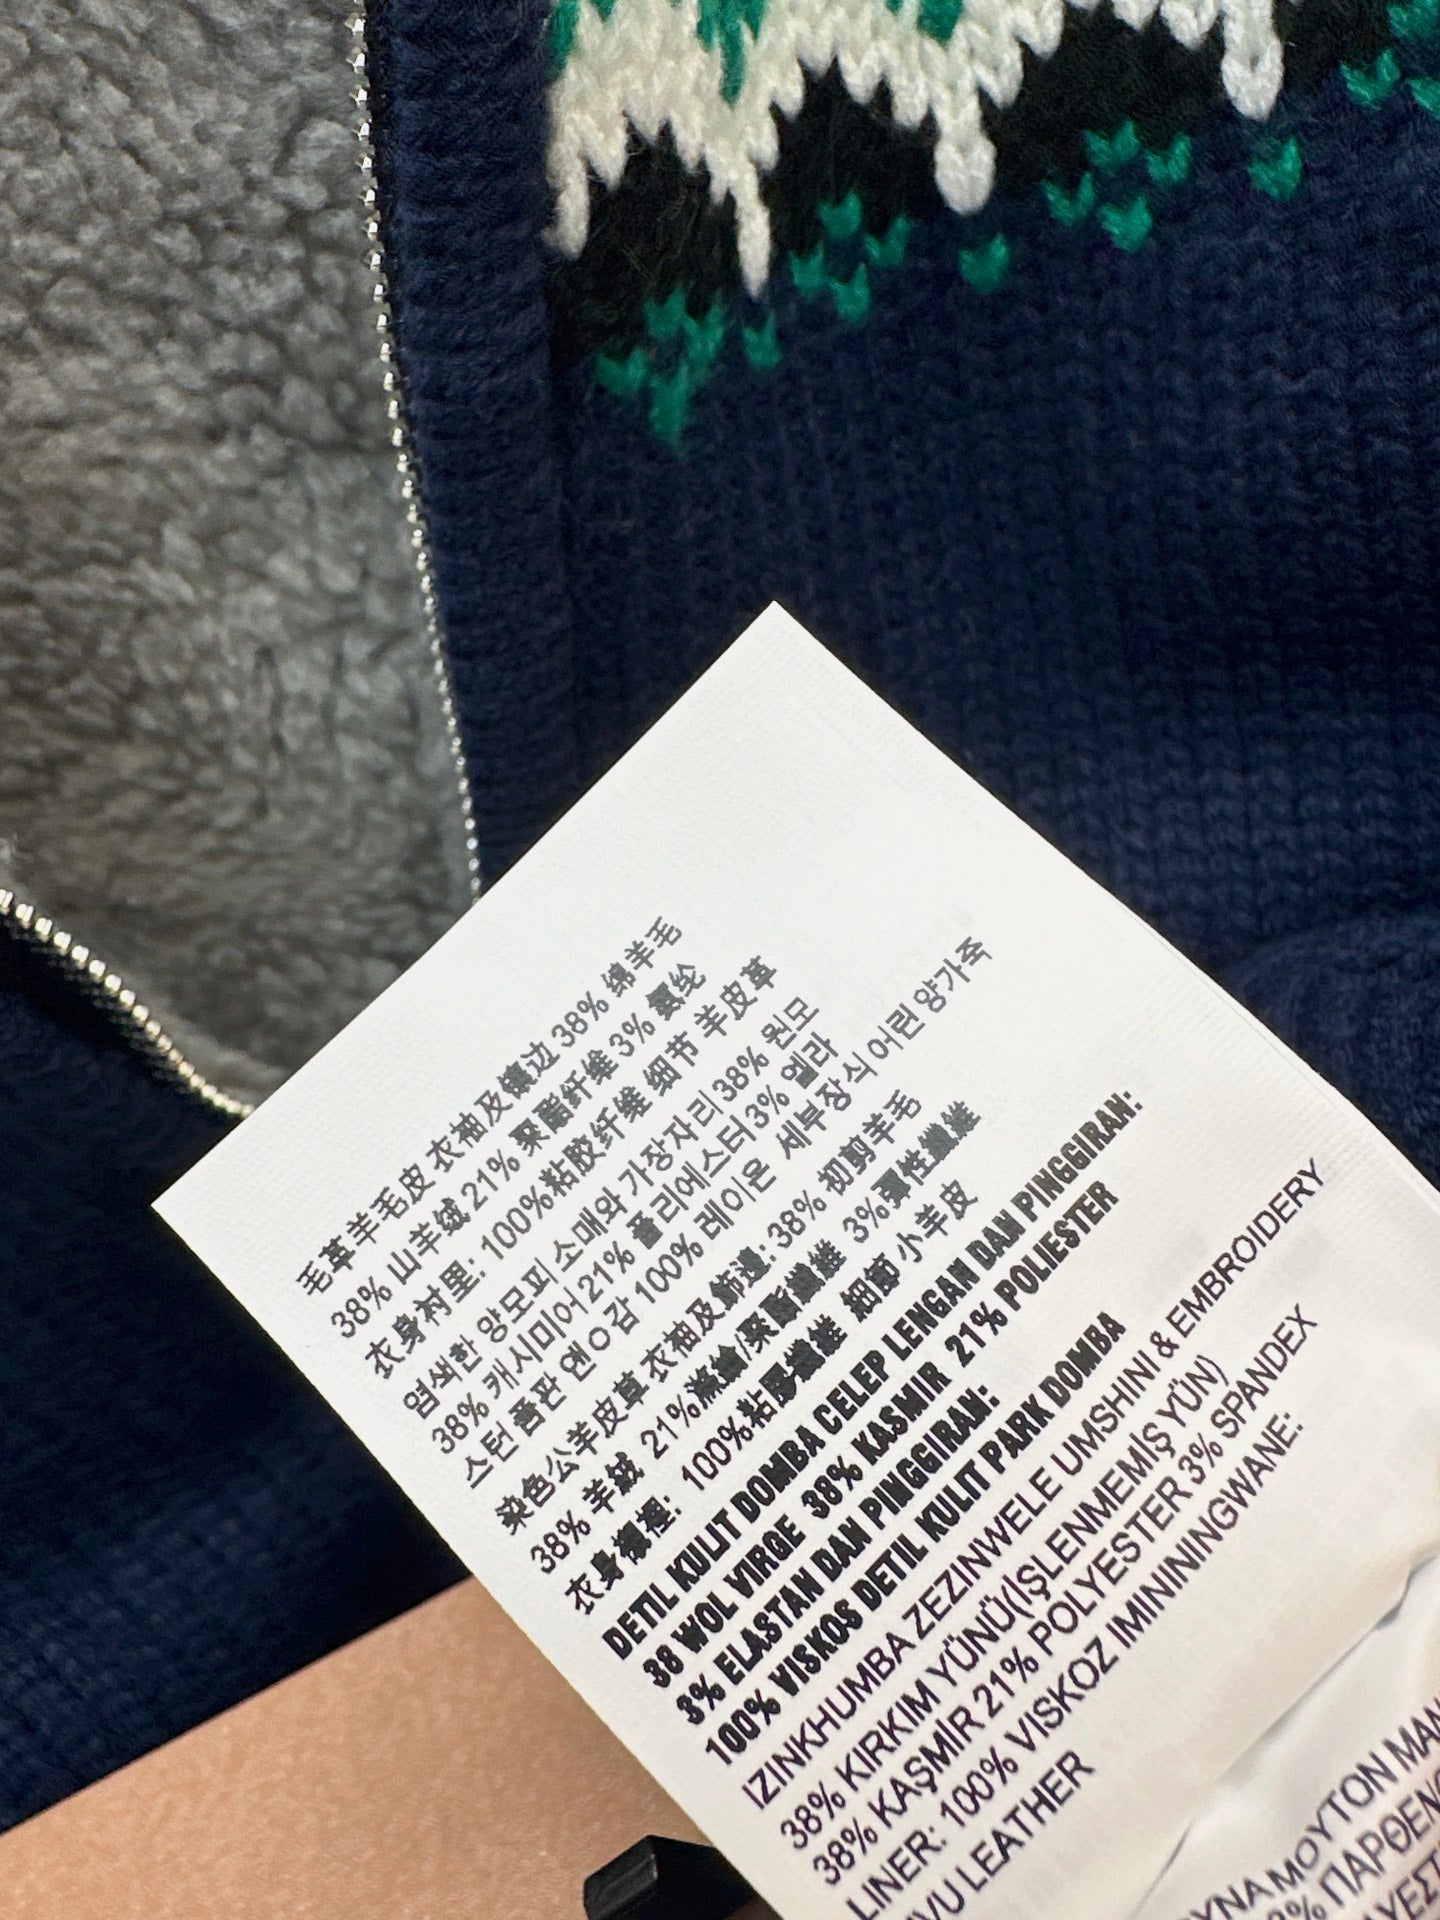 毛革羊毛皮 衣袖及镶边 38% 绵羊毛
38% 山羊绒 21% 聚酯纤维 3% 氨纶
衣身衬里: 100%粘胶纤维 细节 羊皮革
염색한 양모피 소매와 가장자리 38% 원모
38% 캐시미어 21% 폴리에스터 3% 엘라
스턴 좁판 옌ㅇ감 100% 레이온 세부장식 어린 양가죽
染色公羊皮草 衣袖及飾邊: 38% 初剪羊毛
38% 羊絨 21%滌綸/聚酯纖維 3%彈性纖維
衣身襯裡: 100%粘膠纖維 細節 小羊皮
DETIL KULIT DOMBA CELEP LENGAN DAN PINGGIRAN:
38 WOL VIRGE 38% KASMIR 21% POLIESTER
3% ELASTAN DAN PINGGIRAN:
100% VISKOS DETIL KULIT PARK DOMBA
IZINKHUMBA ZEZINWELE UMSHINI & EMBROIDERY
38% KIRKIM YÜNÜ(İŞLENMEMİŞ YÜN)
38% KAŞMİR 21% POLYESTER 3% SPANDEX
LINER: 100% VISKOZ IMININGWANE:
IVU LEATHER
ΜΟΥΤΟΝ ΜΑΝ
% ΠΑΡΘΕΝ